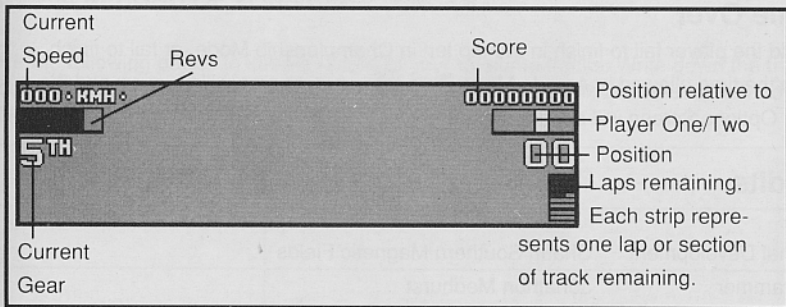 Current
Speed
Revs
Score
000·KMH·
00000000
Position relative to
Player One/Two
5TH
00
Position
Laps remaining.
Each strip repre-
sents one lap or section
of track remaining.
Current
Gear